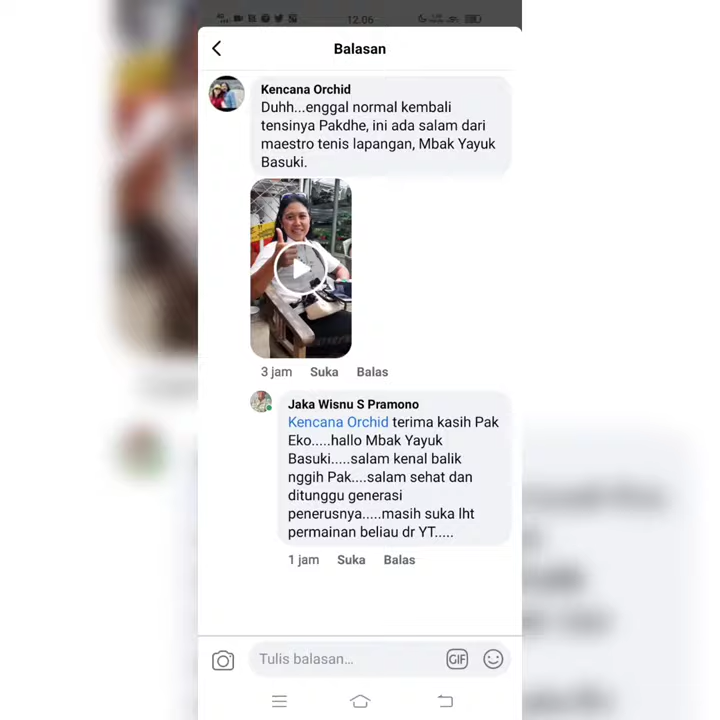 12.06
Balasan
Kencana Orchid
Duhh...enggal normal kembali
tensinya Pakdhe, ini ada salam dari
maestro tenis lapangan, Mbak Yayuk
Basuki.
3 jam Suka Balas
Jaka Wisnu S Pramono
Kencana Orchid terima kasih Pak
Eko.....hallo Mbak Yayuk
Basuki.....salam kenal balik
nggih Pak....salam sehat dan
ditunggu generasi
penerusnya.....masih suka lht
permainan beliau dr YT.....
1 jam Suka Balas
Tulis balasan...
GIF